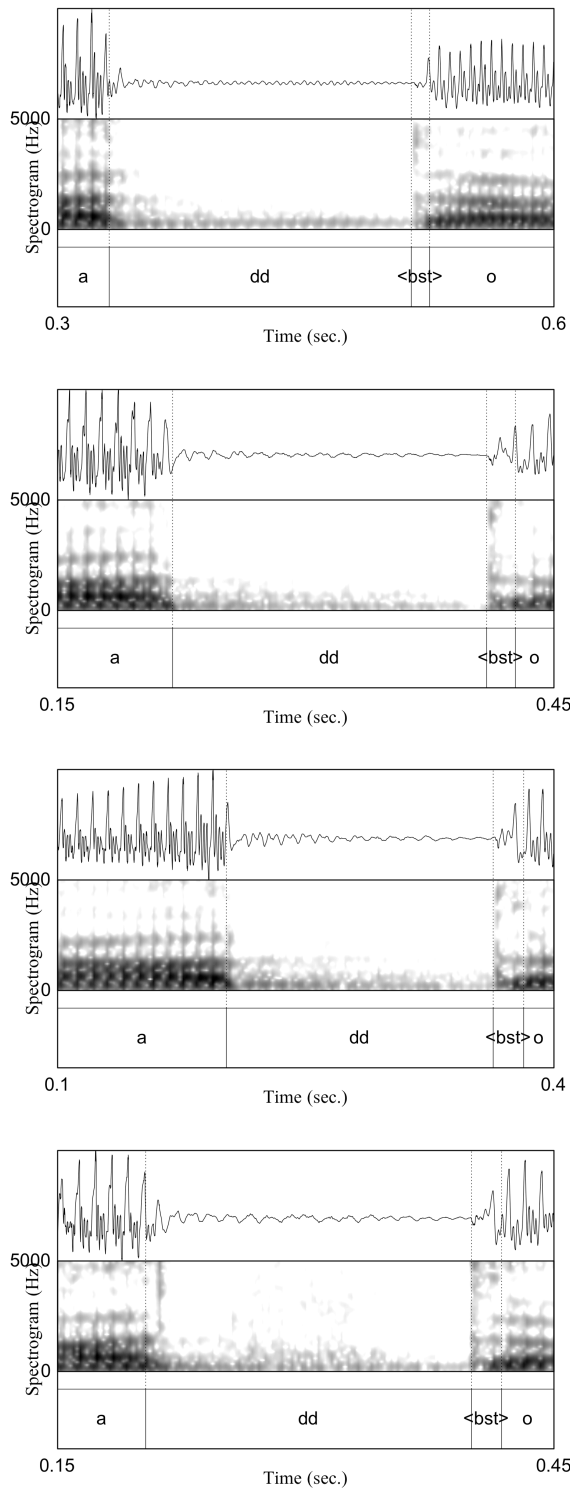 5000
Spectrogram (Hz)
0
a dd <bst> o
0.3 0.6
Time (sec.)
5000
Spectrogram (Hz)
0
a dd <bst> o
0.15 0.45
Time (sec.)
5000
Spectrogram (Hz)
0
a dd <bst> o
0.1 0.4
Time (sec.)
5000
Spectrogram (Hz)
0
a dd <bst> o
0.15 0.45
Time (sec.)